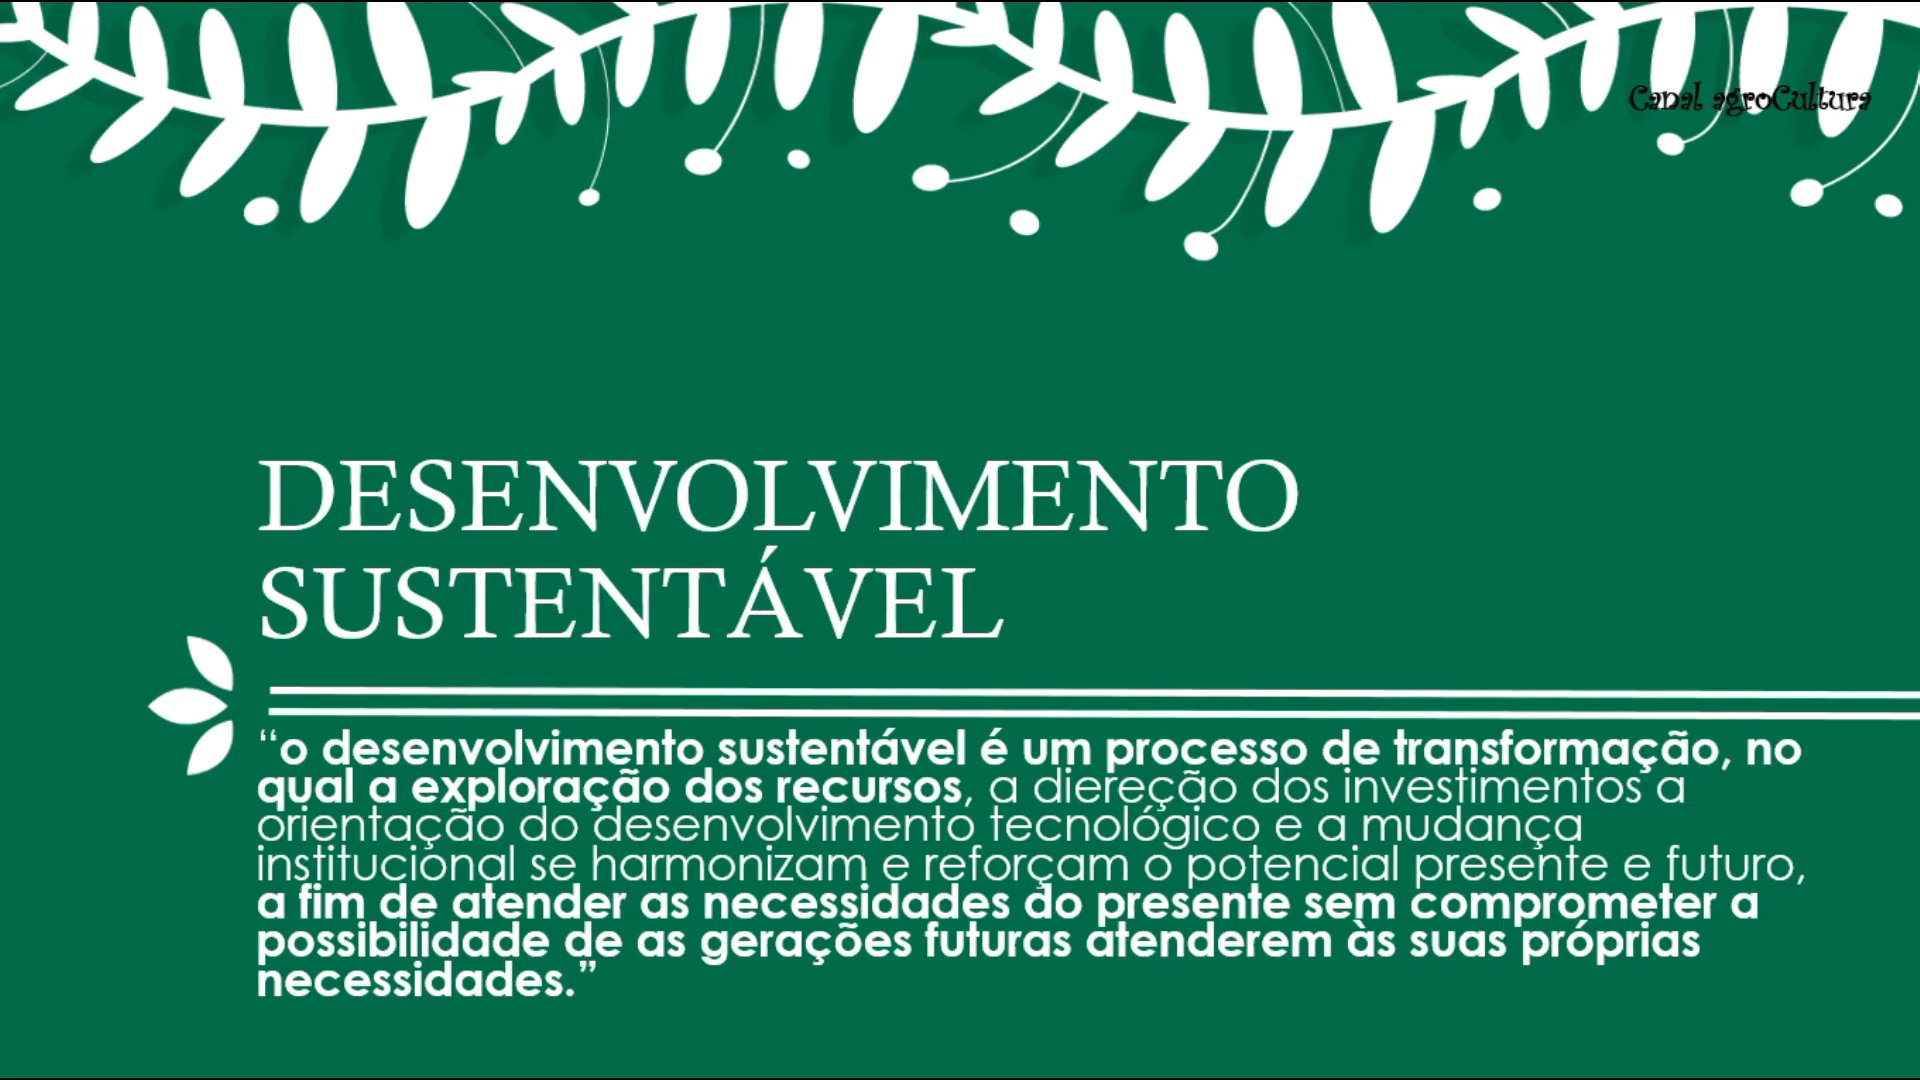 Canal agroCultura
DESENVOLVIMENTO
SUSTENTÁVEL
“o desenvolvimento sustentável é um processo de transformação, no
qual a exploração dos recursos, a diereção dos investimentos a
orientação do desenvolvimento tecnológico e a mudança
institucional se harmonizam e reforçam o potencial presente e futuro,
a fim de atender as necessidades do presente sem comprometer a
possibilidade de as gerações futuras atenderem às suas próprias
necessidades.”